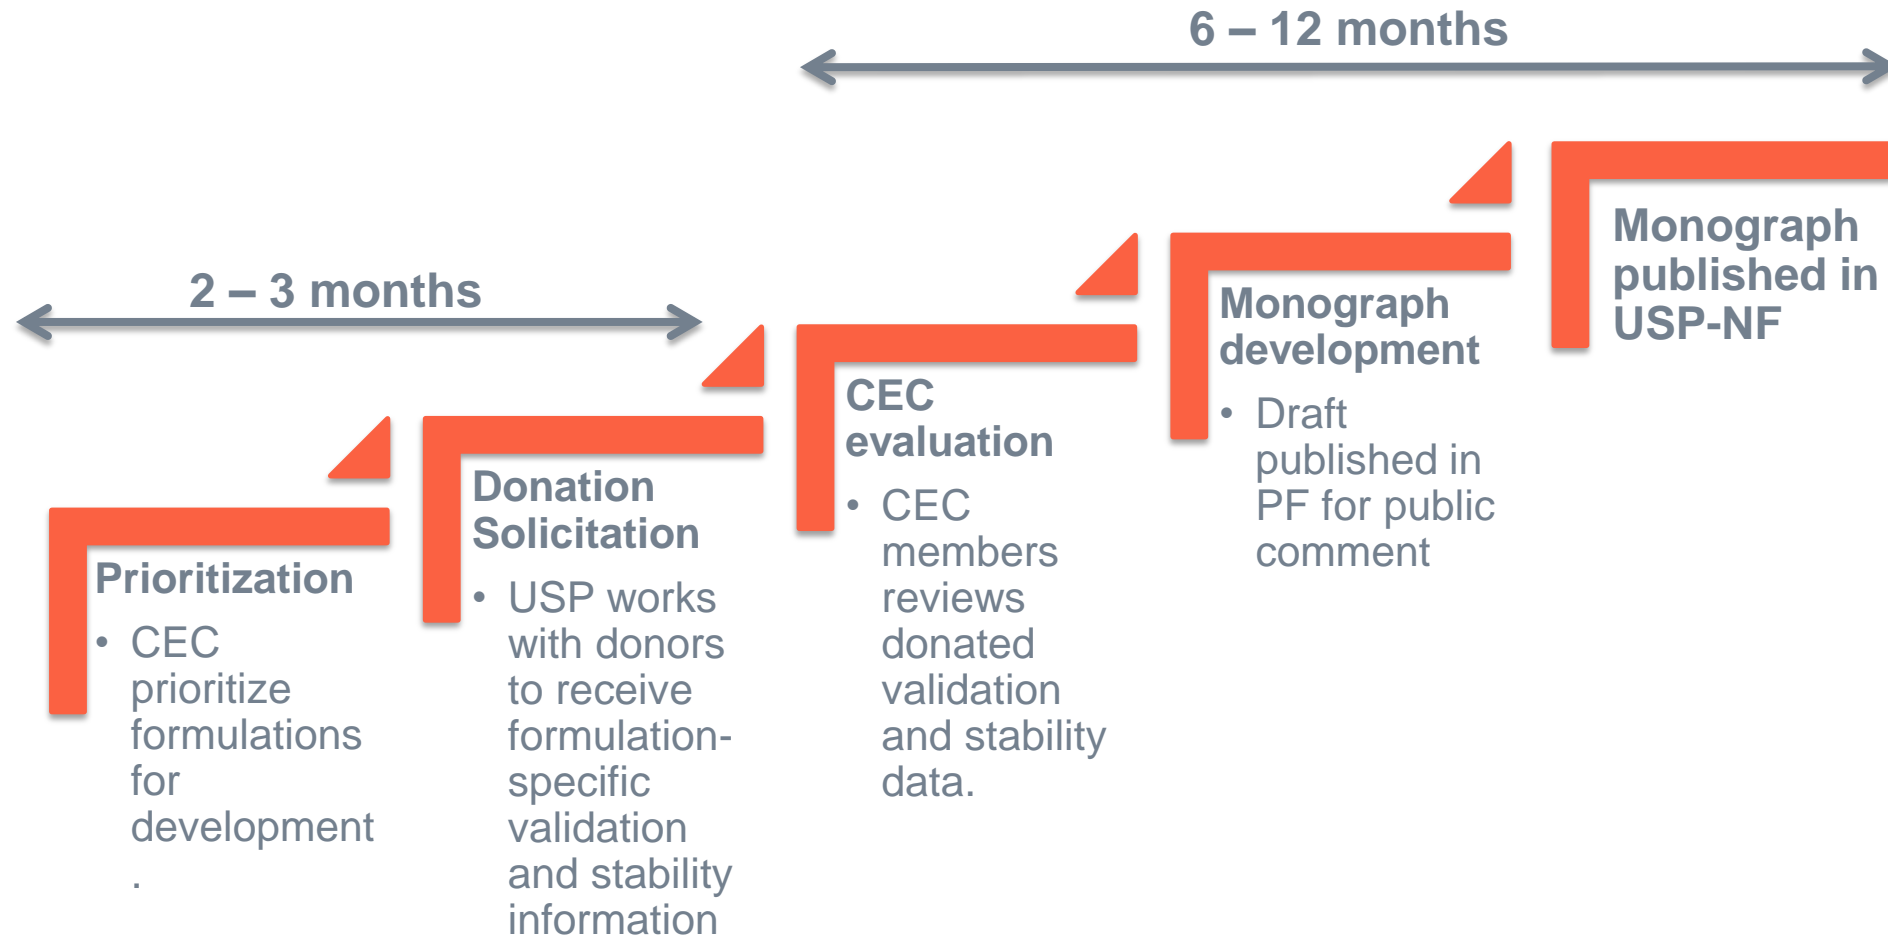 6 – 12 months
2 – 3 months
Prioritization
• CEC
prioritize
formulations
for
development
.
Donation
Solicitation
• USP works
with donors
to receive
formulation-
specific
validation
and stability
information
CEC
evaluation
• CEC
members
reviews
donated
validation
and stability
data.
Monograph
development
• Draft
published in
PF for public
comment
Monograph
published in
USP-NF